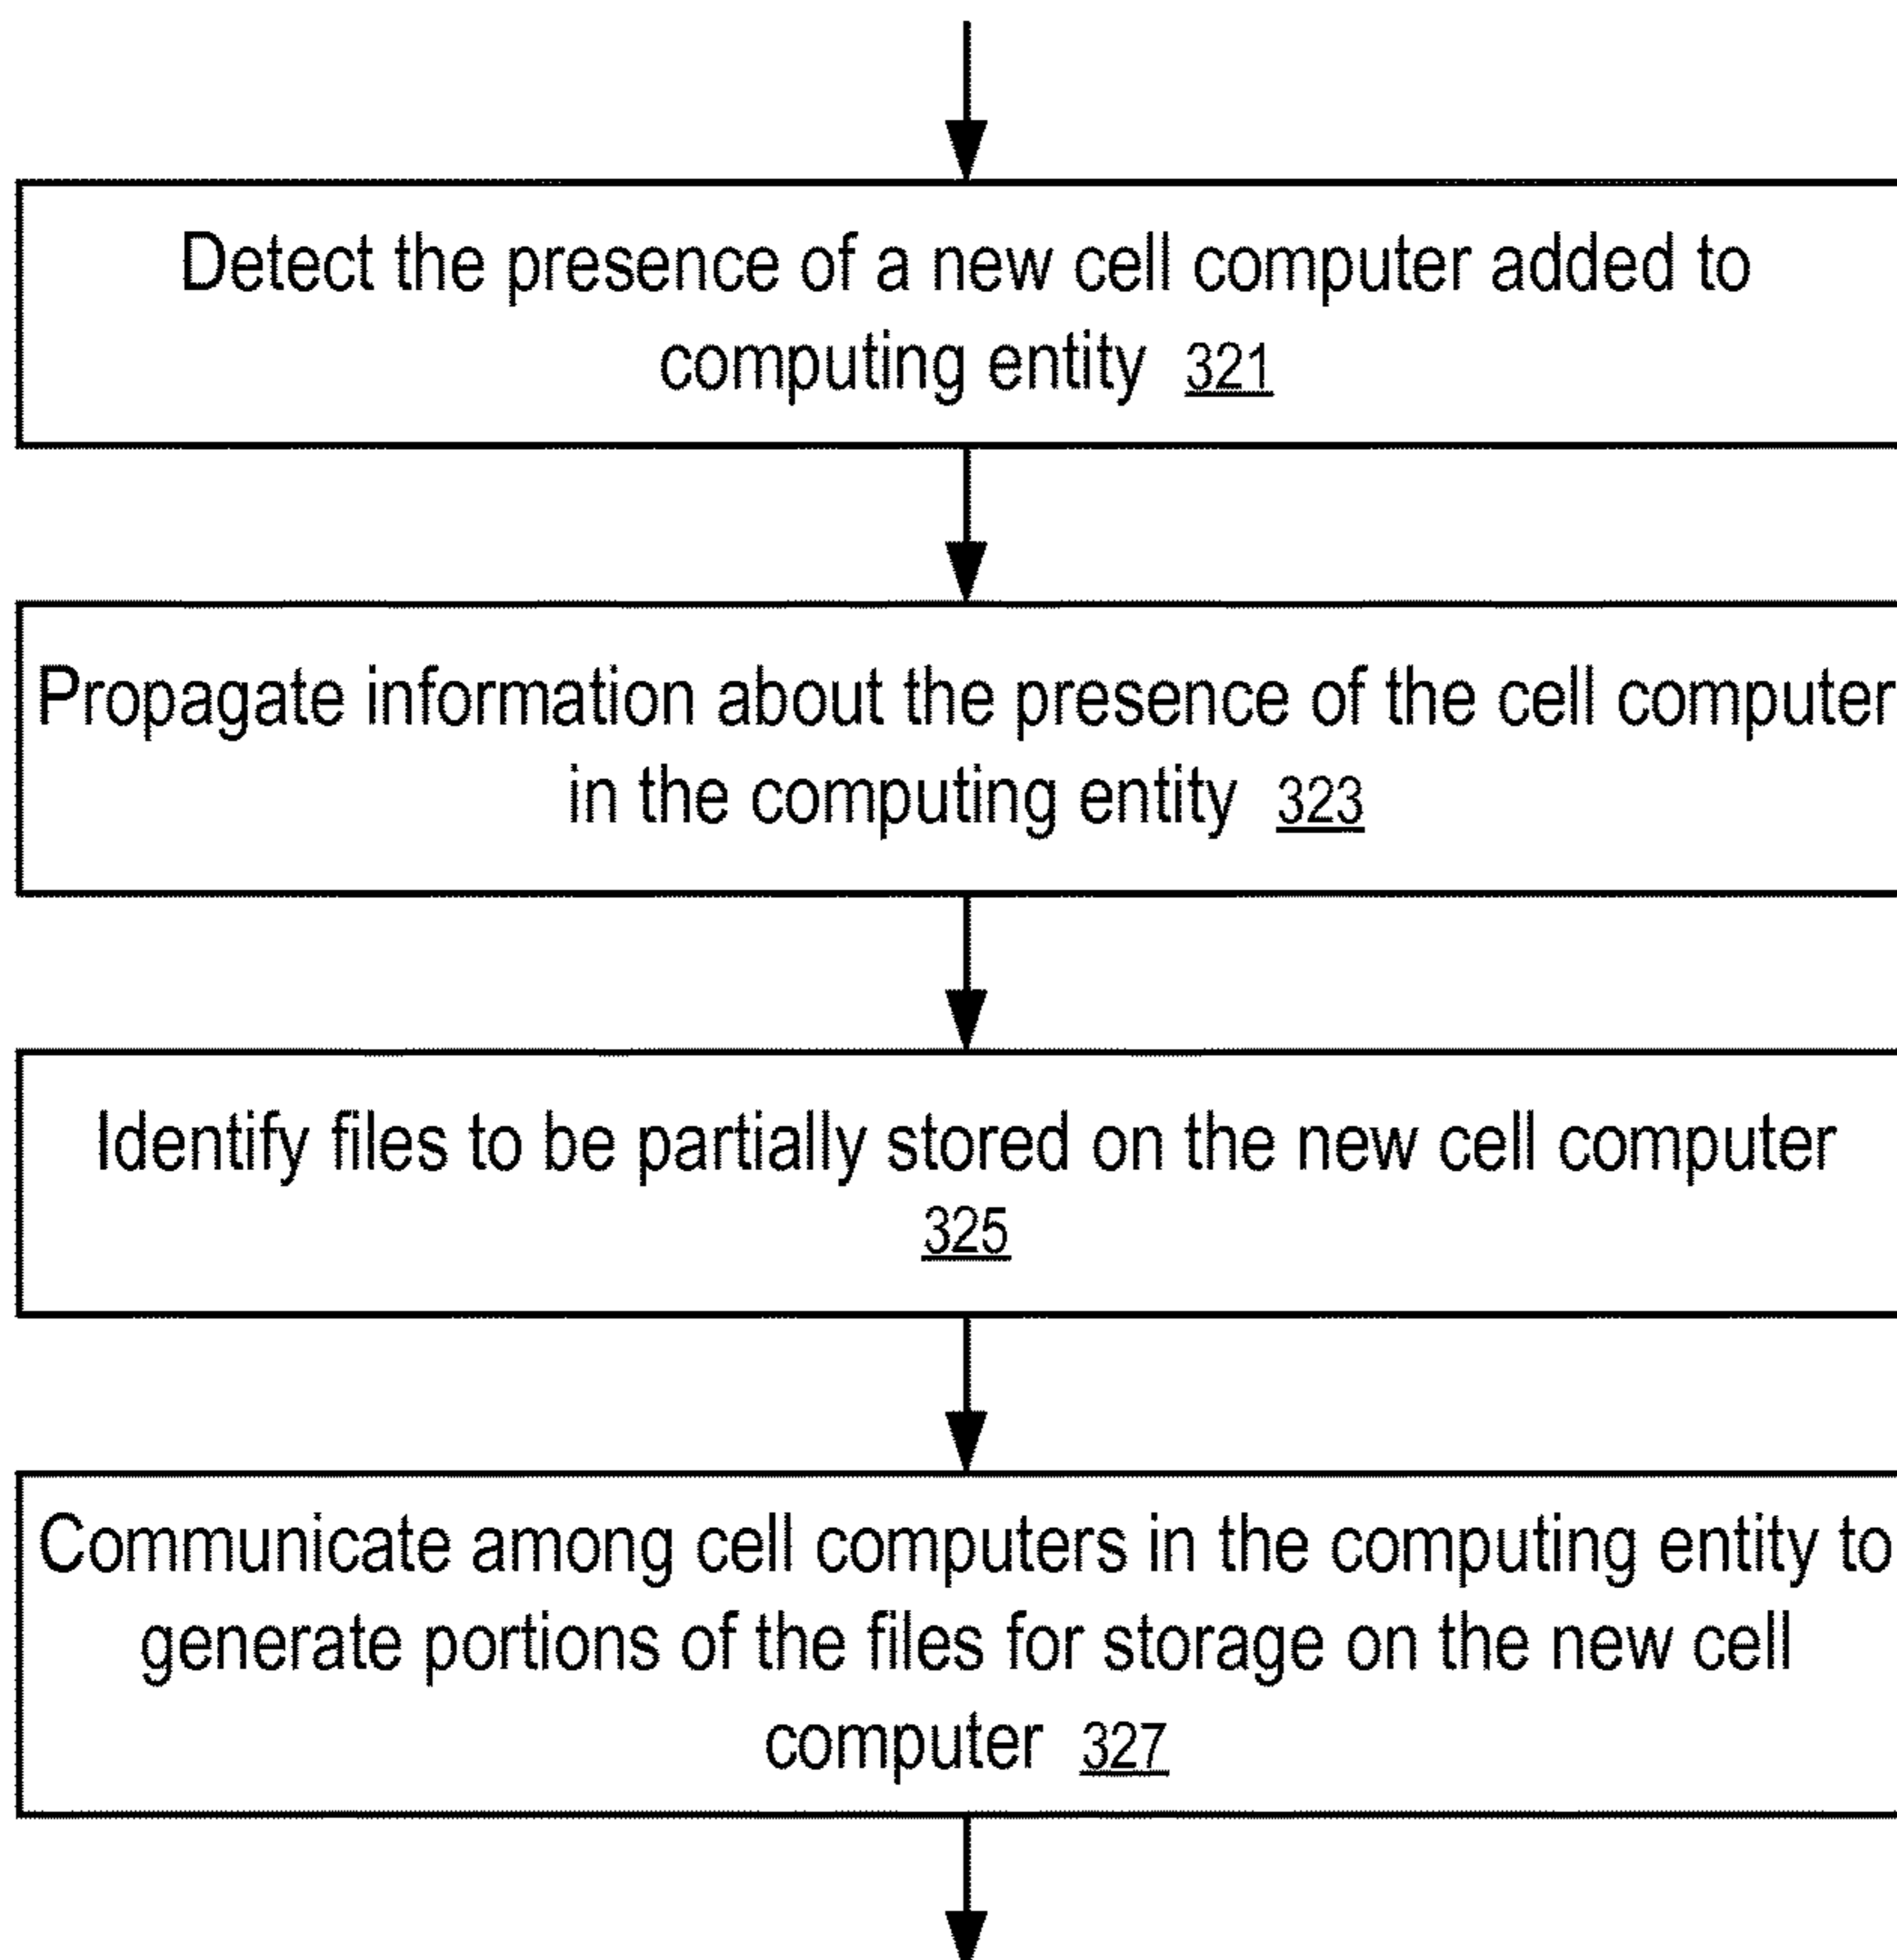 Detect the presence of a new cell computer added to
computing entity 321
Propagate information about the presence of the cell computer
in the computing entity 323
Identify files to be partially stored on the new cell computer
325
Communicate among cell computers in the computing entity to
generate portions of the files for storage on the new cell
computer 327